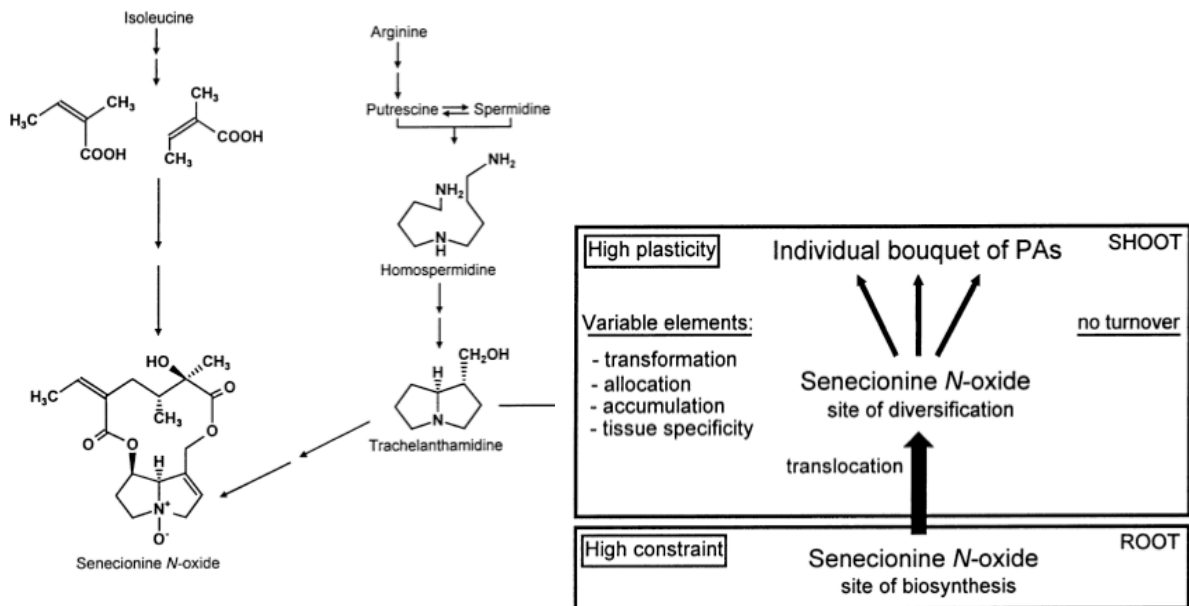 Isoleucine
H₃C
CH₃
COOH
CH₃
COOH
CH₃
HO
CH₃
H₃C
CH₃
O
O
O
O
H
N⁺
O⁻
Senecionine N-oxide
Arginine
Putrescine
Spermidine
NH₂
NH₂
N
H
Homospermidine
CH₂OH
H
N
Trachelanthamidine
High plasticity
Individual bouquet of PAs
SHOOT
Variable elements:
no turnover
- transformation
- allocation
- accumulation
- tissue specificity
Senecionine N-oxide
site of diversification
translocation
High constraint
Senecionine N-oxide
ROOT
site of biosynthesis